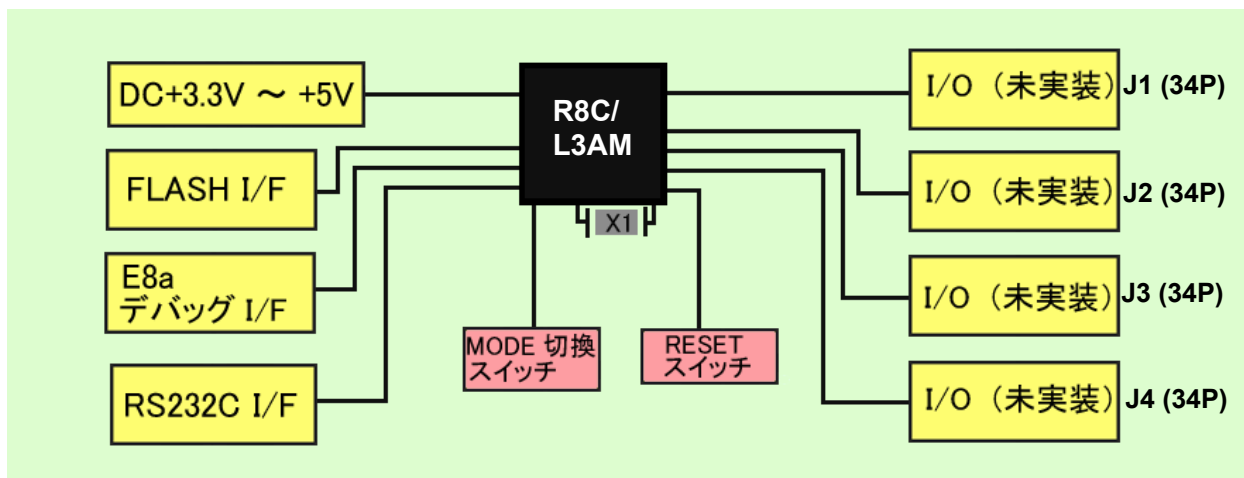 DC+3.3V ～ +5V
FLASH I/F
E8a
デバッグ I/F
RS232C I/F
R8C/
L3AM
X1
MODE 切換
スイッチ
RESET
スイッチ
I/O （未実装） J1 (34P)
I/O （未実装） J2 (34P)
I/O （未実装） J3 (34P)
I/O （未実装） J4 (34P)